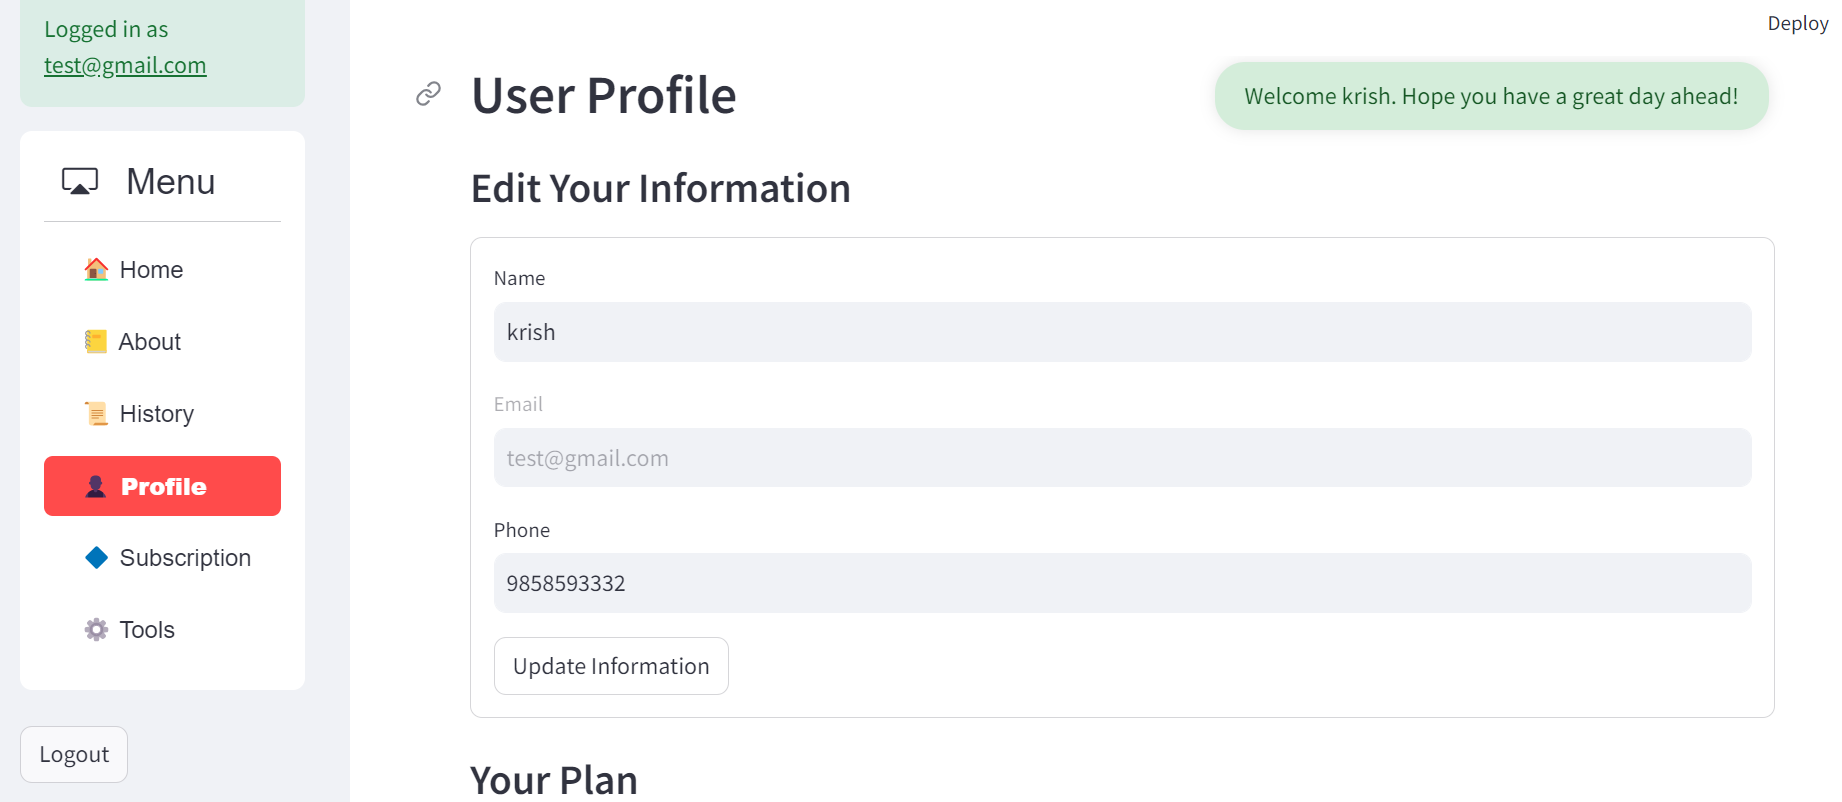 Logged in as
test@gmail.com
Menu
Home
About
History
Profile
Subscription
Tools
Logout
Deploy
User Profile
Welcome krish. Hope you have a great day ahead!
Edit Your Information
Name
krish
Email
test@gmail.com
Phone
9858593332
Update Information
Your Plan